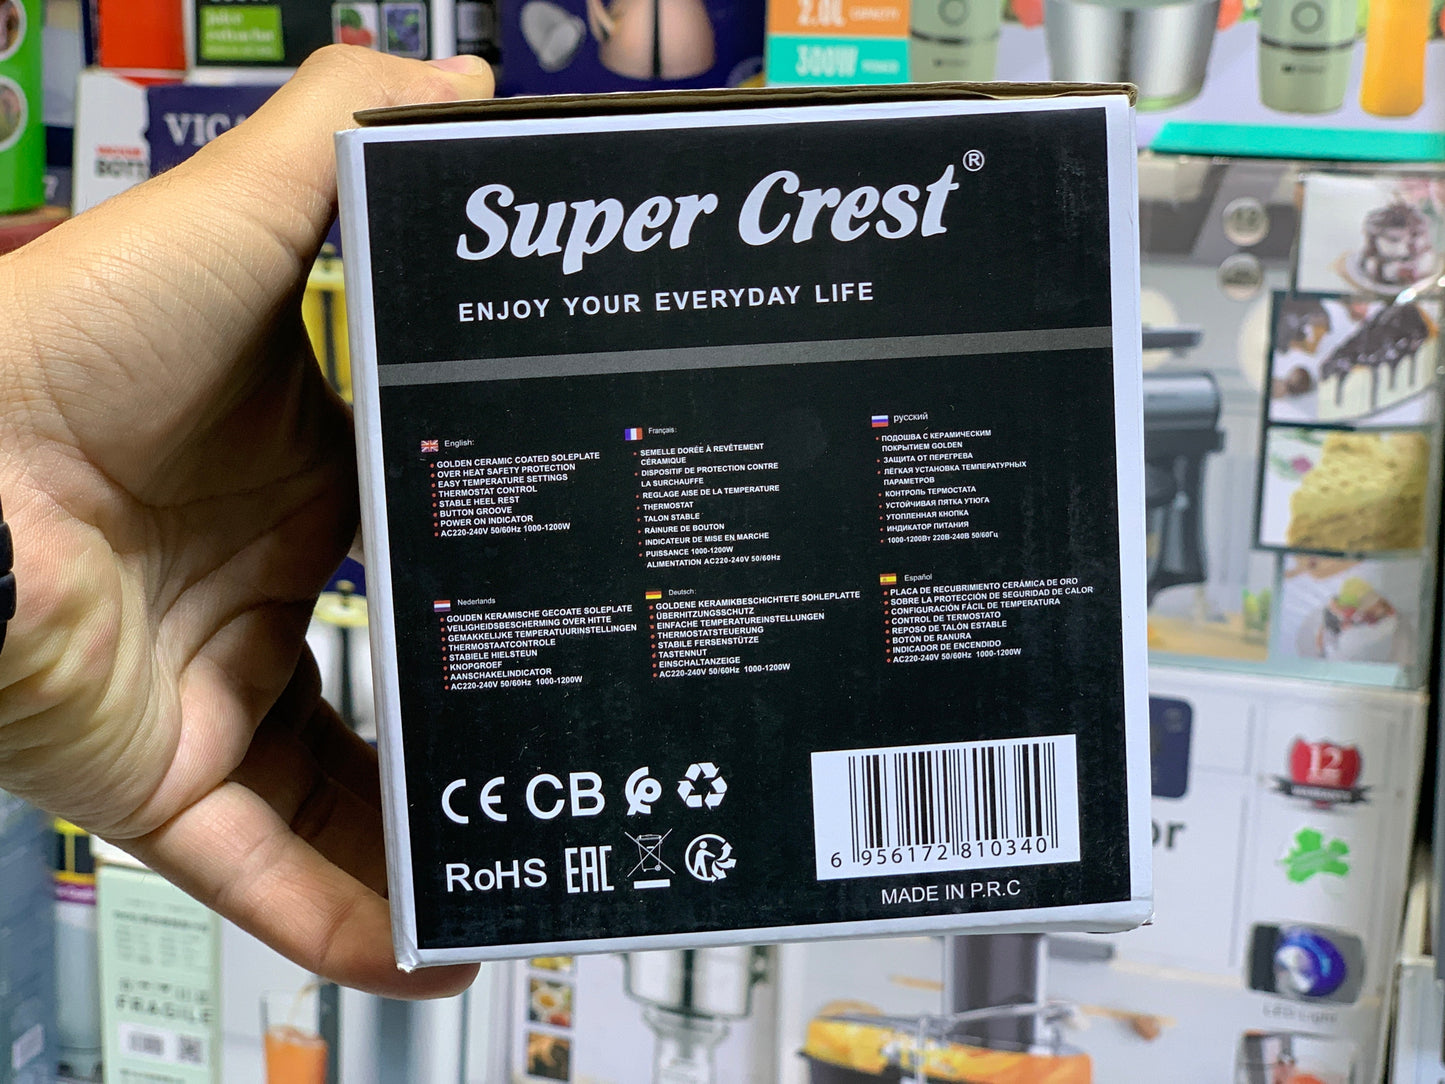 Super Crest®
ENJOY YOUR EVERYDAY LIFE
English:
GOLDEN CERAMIC COATED SOLEPLATE
OVER HEAT SAFETY PROTECTION
EASY TEMPERATURE SETTINGS
THERMOSTAT CONTROL
STABLE HEEL REST
BUTTON GROOVE
POWER ON INDICATOR
AC220-240V 50/60Hz 1000-1200W
Français:
SEMELLE DORÉE À REVÊTEMENT
CÉRAMIQUE
DISPOSITIF DE PROTECTION CONTRE
LA SURCHAUFFE
REGLAGE AISE DE LA TEMPERATURE
THERMOSTAT
TALON STABLE
RAINURE DE BOUTON
INDICATEUR DE MISE EN MARCHE
PUISSANCE 1000-1200W
ALIMENTATION AC220-240V 50/60Hz
русский
ПОДОШВА С КЕРАМИЧЕСКИМ
ПОКРЫТИЕМ GOLDEN
ЗАЩИТА ОТ ПЕРЕГРЕВА
ЛЁГКАЯ УСТАНОВКА ТЕМПЕРАТУРНЫХ
ПАРАМЕТРОВ
КОНТРОЛЬ ТЕРМОСТАТА
УСТОЙЧИВАЯ ПЯТКА УТЮГА
УТОПЛЕННАЯ КНОПКА
ИНДИКАТОР ПИТАНИЯ
1000-1200Вт 220В-240В 50/60Гц
Nederlands
GOUDEN KERAMISCHE GECOATE SOLEPLATE
VEILIGHEIDSBESCHERMING OVER HITTE
GEMAKKELIJKE TEMPERATUURINSTELLINGEN
THERMOSTAATCONTROLE
STABIELE HIELSTEUN
KNOPGROEF
AANSCHAKELINDICATOR
AC220-240V 50/60Hz 1000-1200W
Deutsch:
GOLDENE KERAMIKBESCHICHTETE SOHLEPLATTE
ÜBERHITZUNGSSCHUTZ
EINFACHE TEMPERATUREINSTELLUNGEN
THERMOSTATSTEUERUNG
STABILE FERSENSTÜTZE
TASTENNUT
EINSCHALTANZEIGE
AC220-240V 50/60Hz 1000-1200W
Español
PLACA DE RECUBRIMIENTO CERÁMICA DE ORO
SOBRE LA PROTECCIÓN DE SEGURIDAD DE CALOR
CONFIGURACIÓN FÁCIL DE TEMPERATURA
CONTROL DE TERMOSTATO
REPOSO DE TALÓN ESTABLE
BOTÓN DE RANURA
INDICADOR DE ENCENDIDO
AC220-240V 50/60Hz 1000-1200W
CE CB
RoHS EAC
6 956172 810340
MADE IN P.R.C
2.0L CAPACITY
300W POWER
12
FRAGILE
LED Light